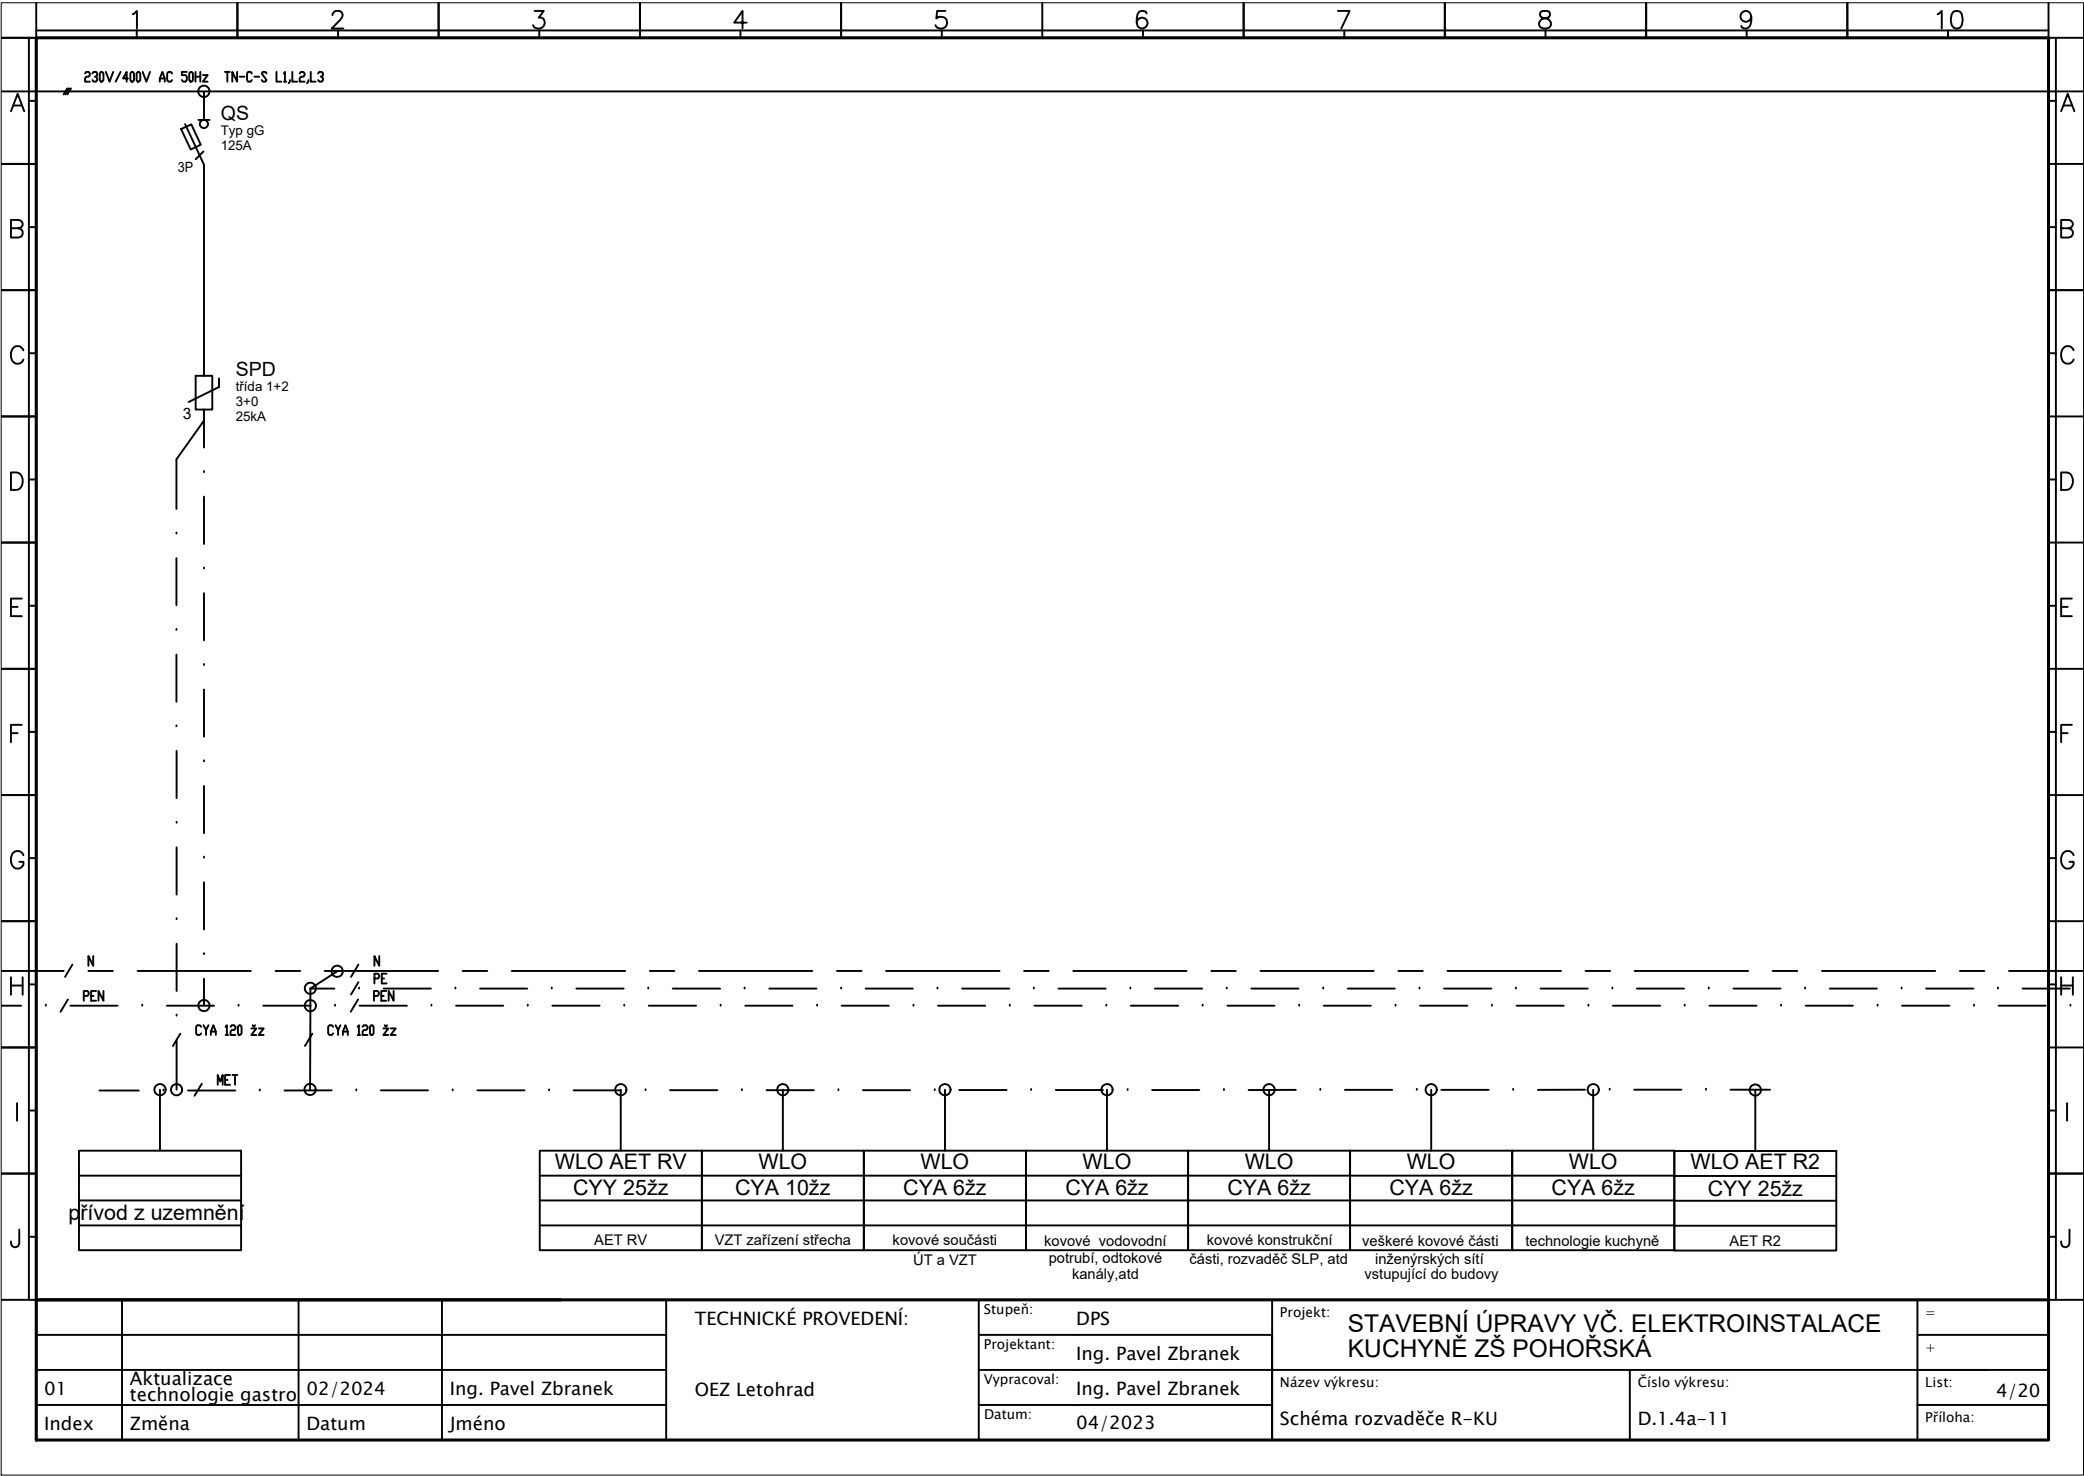 1 2 3 4 5 6 7 8 9 10
230V/400V AC 50Hz TN-C-S L1,L2,L3
A A
QS
Typ gG
125A
3P
B B
C C
SPD
třída 1+2
3+0
25kA
3
D D
E E
F F
G G
N N
PE
H H
PEN PEN
CYA 120 žz CYA 120 žz
MET
I I
WLO AET RV WLO WLO WLO WLO WLO WLO WLO AET R2
CYY 25žz CYA 10žz CYA 6žz CYA 6žz CYA 6žz CYA 6žz CYA 6žz CYY 25žz
přívod z uzemnění
J J
AET RV VZT zařízení střecha kovové součásti kovové vodovodní kovové konstrukční veškeré kovové části technologie kuchyně AET R2
ÚT a VZT potrubí, odtokové části, rozvaděč SLP, atd inženýrských sítí
kanály,atd vstupující do budovy
TECHNICKÉ PROVEDENÍ:
OEZ Letohrad
Stupeň: DPS
Projektant: Ing. Pavel Zbranek
Vypracoval: Ing. Pavel Zbranek
Datum: 04/2023
Projekt: STAVEBNÍ ÚPRAVY VČ. ELEKTROINSTALACE
KUCHYNĚ ZŠ POHOŘSKÁ
=
+
01 Aktualizace
technologie gastro 02/2024 Ing. Pavel Zbranek
Index Změna Datum Jméno
Název výkresu:
Schéma rozvaděče R-KU
Číslo výkresu:
D.1.4a-11
List: 4/20
Příloha: